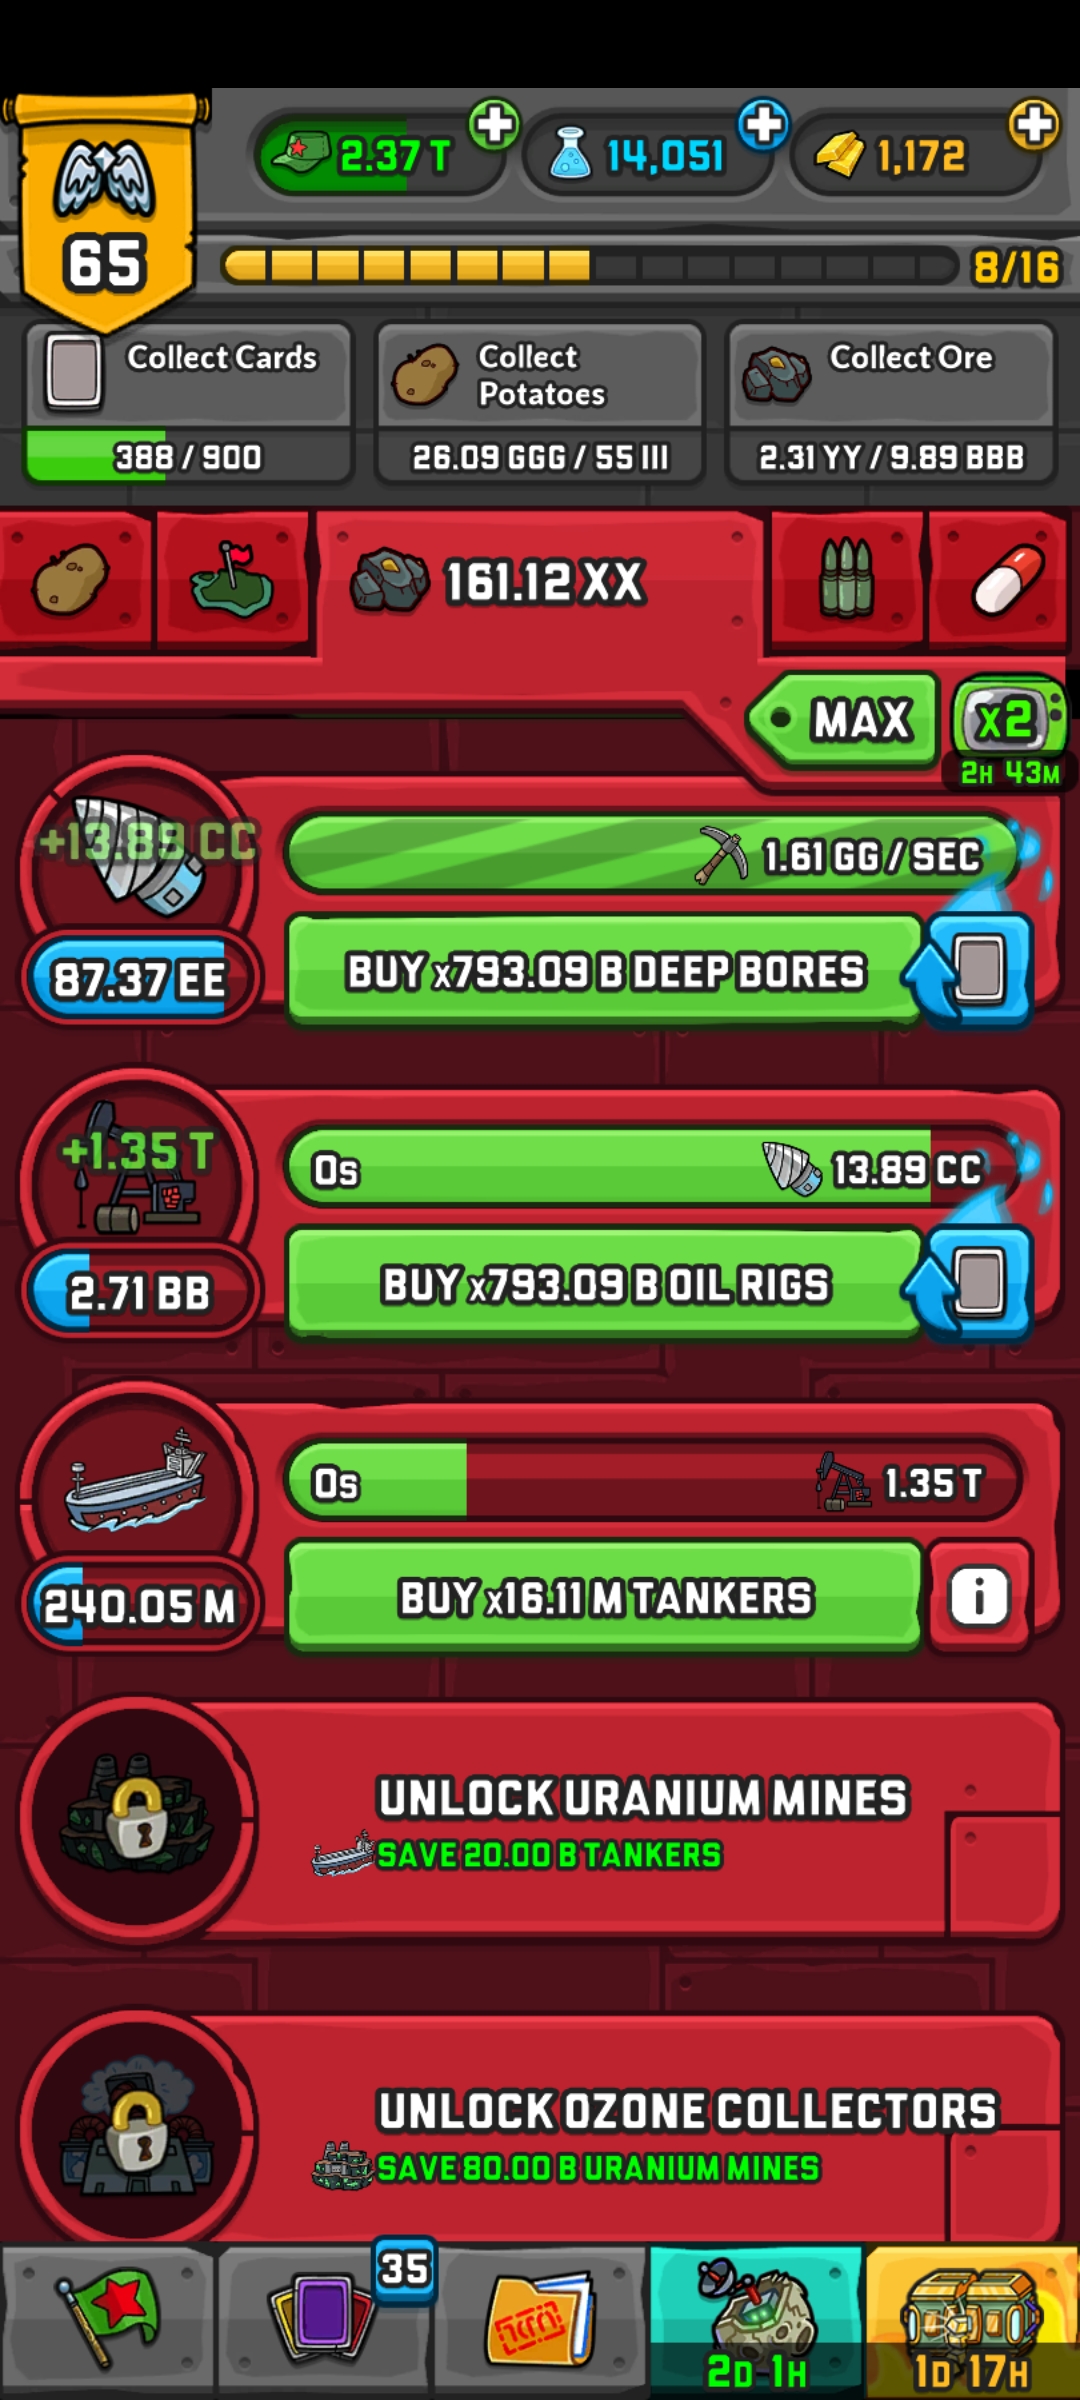 2.37 T
14,051
1,172
65
8/16
Collect Cards
388 / 900
Collect
Potatoes
26.09 GGG / 55 III
Collect Ore
2.31 YY / 9.89 BBB
161.12 XX
MAX
x2
2H 43M
+13.89 CC
1.61 GG / SEC
87.37 EE
BUY x793.09 B DEEP BORES
+1.35 T
0s
13.89 CC
2.71 BB
BUY x793.09 B OIL RIGS
0s
1.35 T
240.05 M
BUY x16.11 M TANKERS
i
UNLOCK URANIUM MINES
SAVE 20.00 B TANKERS
UNLOCK OZONE COLLECTORS
SAVE 80.00 B URANIUM MINES
35
2D 1H
1D 17H